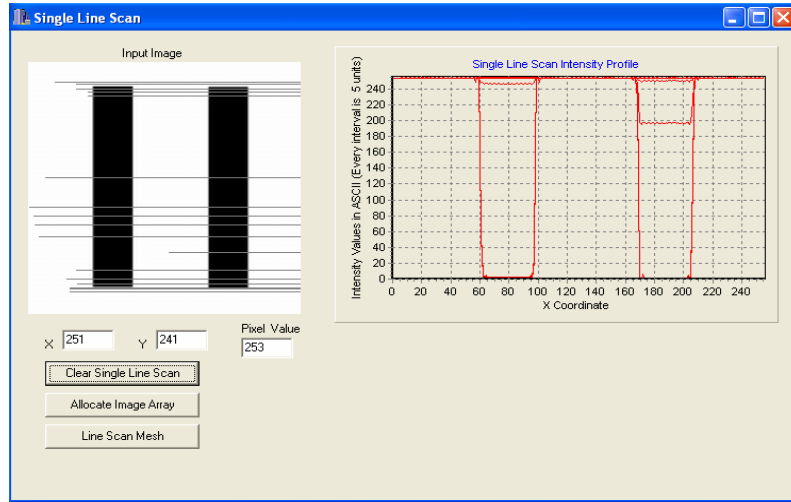 Single Line Scan
Input Image
X 251 Y 241
Pixel Value
253
Clear Single Line Scan
Allocate Image Array
Line Scan Mesh
Single Line Scan Intensity Profile
Intensity Values in ASCII (Every interval is 5 units)
240
220
200
180
160
140
120
100
80
60
40
20
0
0 20 40 60 80 100 120 140 160 180 200 220 240
X Coordinate